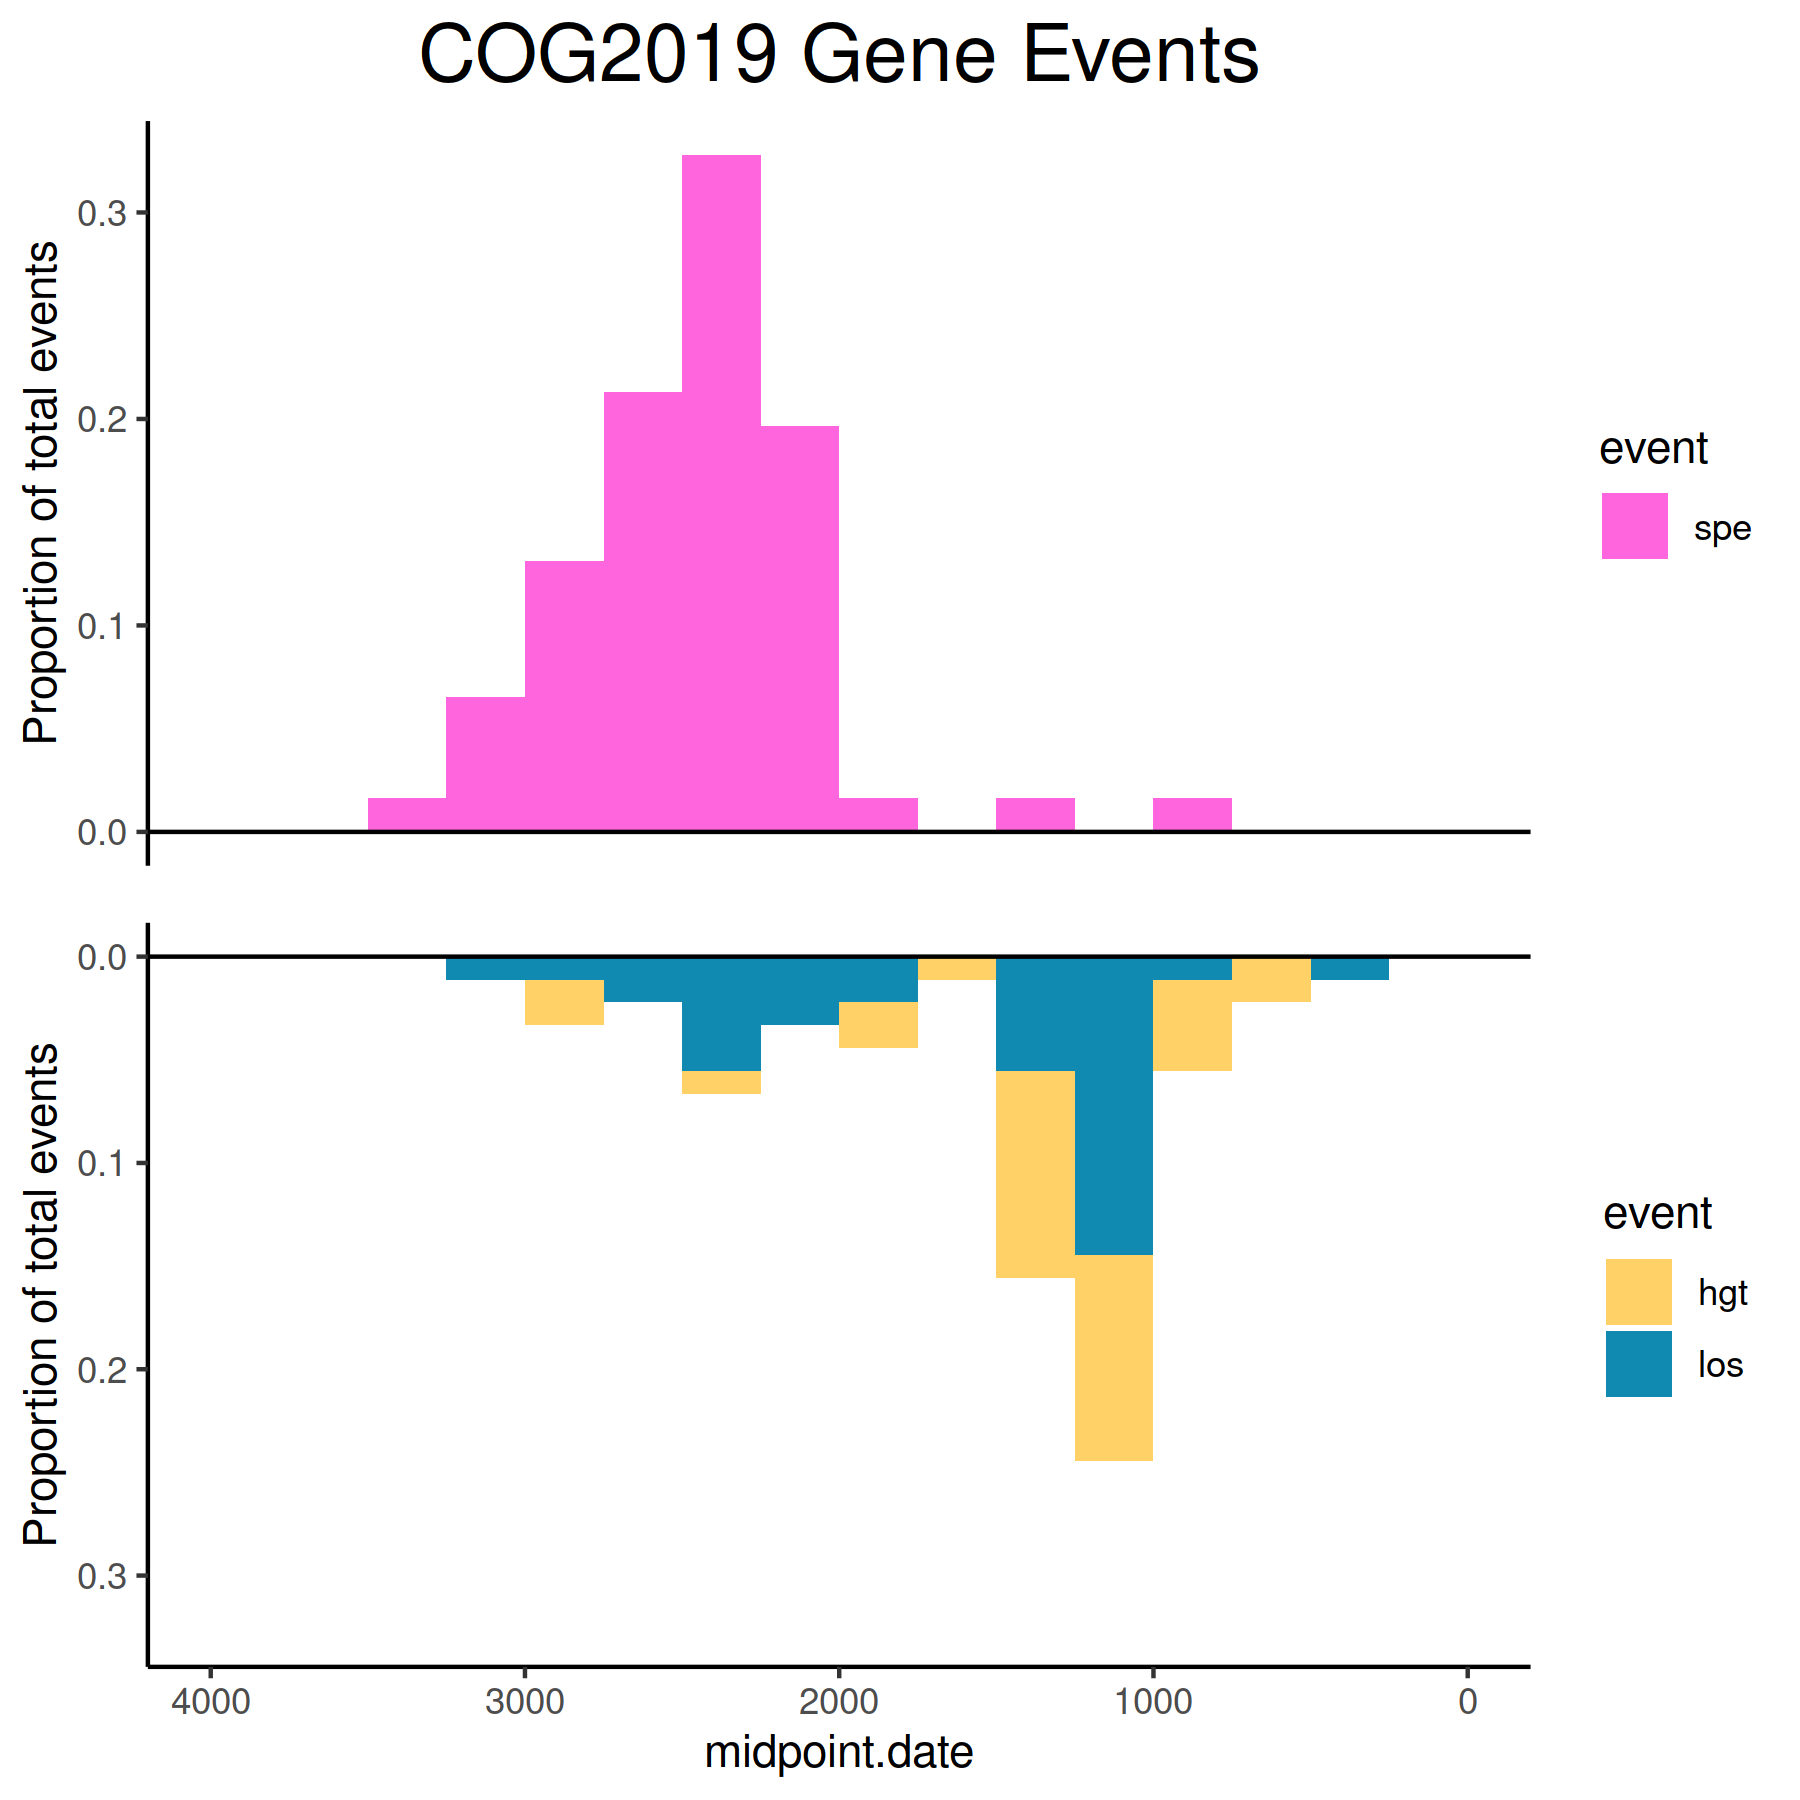 COG2019 Gene Events
Proportion of total events
0.3
0.2
0.1
0.0
event
spe
Proportion of total events
0.0
0.1
0.2
0.3
event
hgt
los
4000 3000 2000 1000 0
midpoint.date